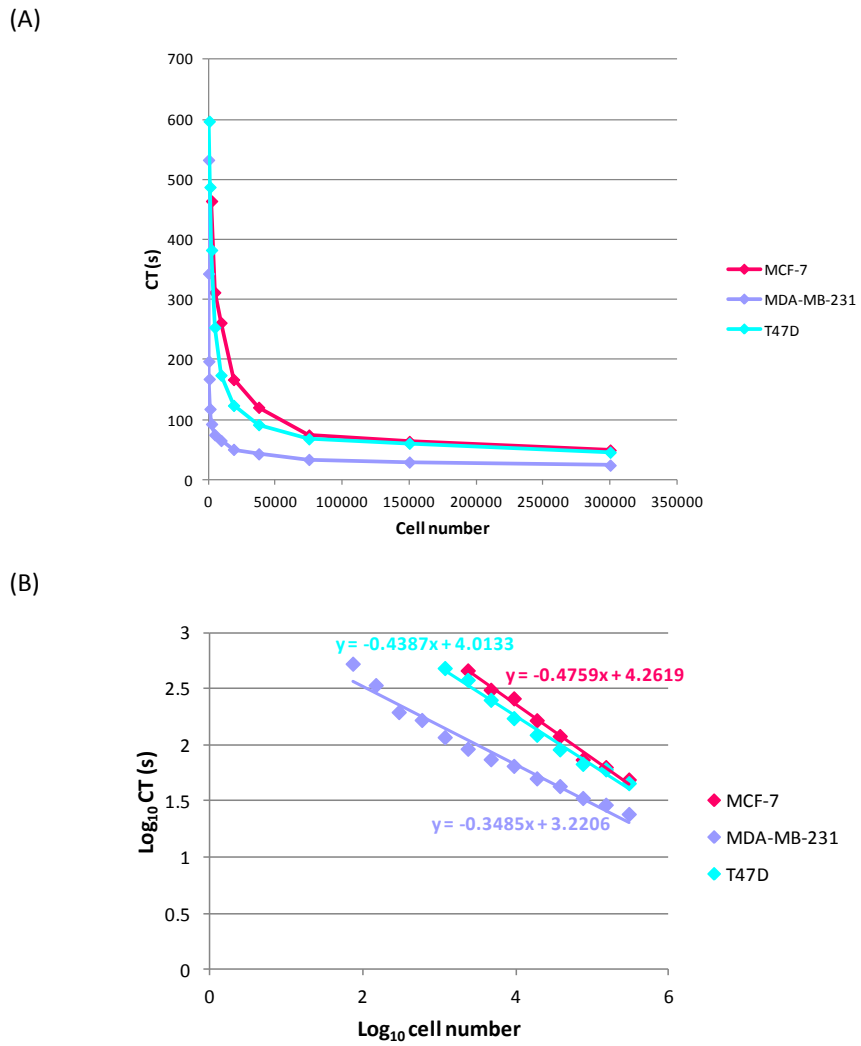 (A)
700
600
500
400
300
200
100
0
CT (s)
0 50000 100000 150000 200000 250000 300000 350000
Cell number
MCF-7
MDA-MB-231
T47D
(B)
3
2.5
2
1.5
1
0.5
0
Log10 CT (s)
y = -0.4387x + 4.0133
y = -0.4759x + 4.2619
y = -0.3485x + 3.2206
0 2 4 6
Log10 cell number
MCF-7
MDA-MB-231
T47D